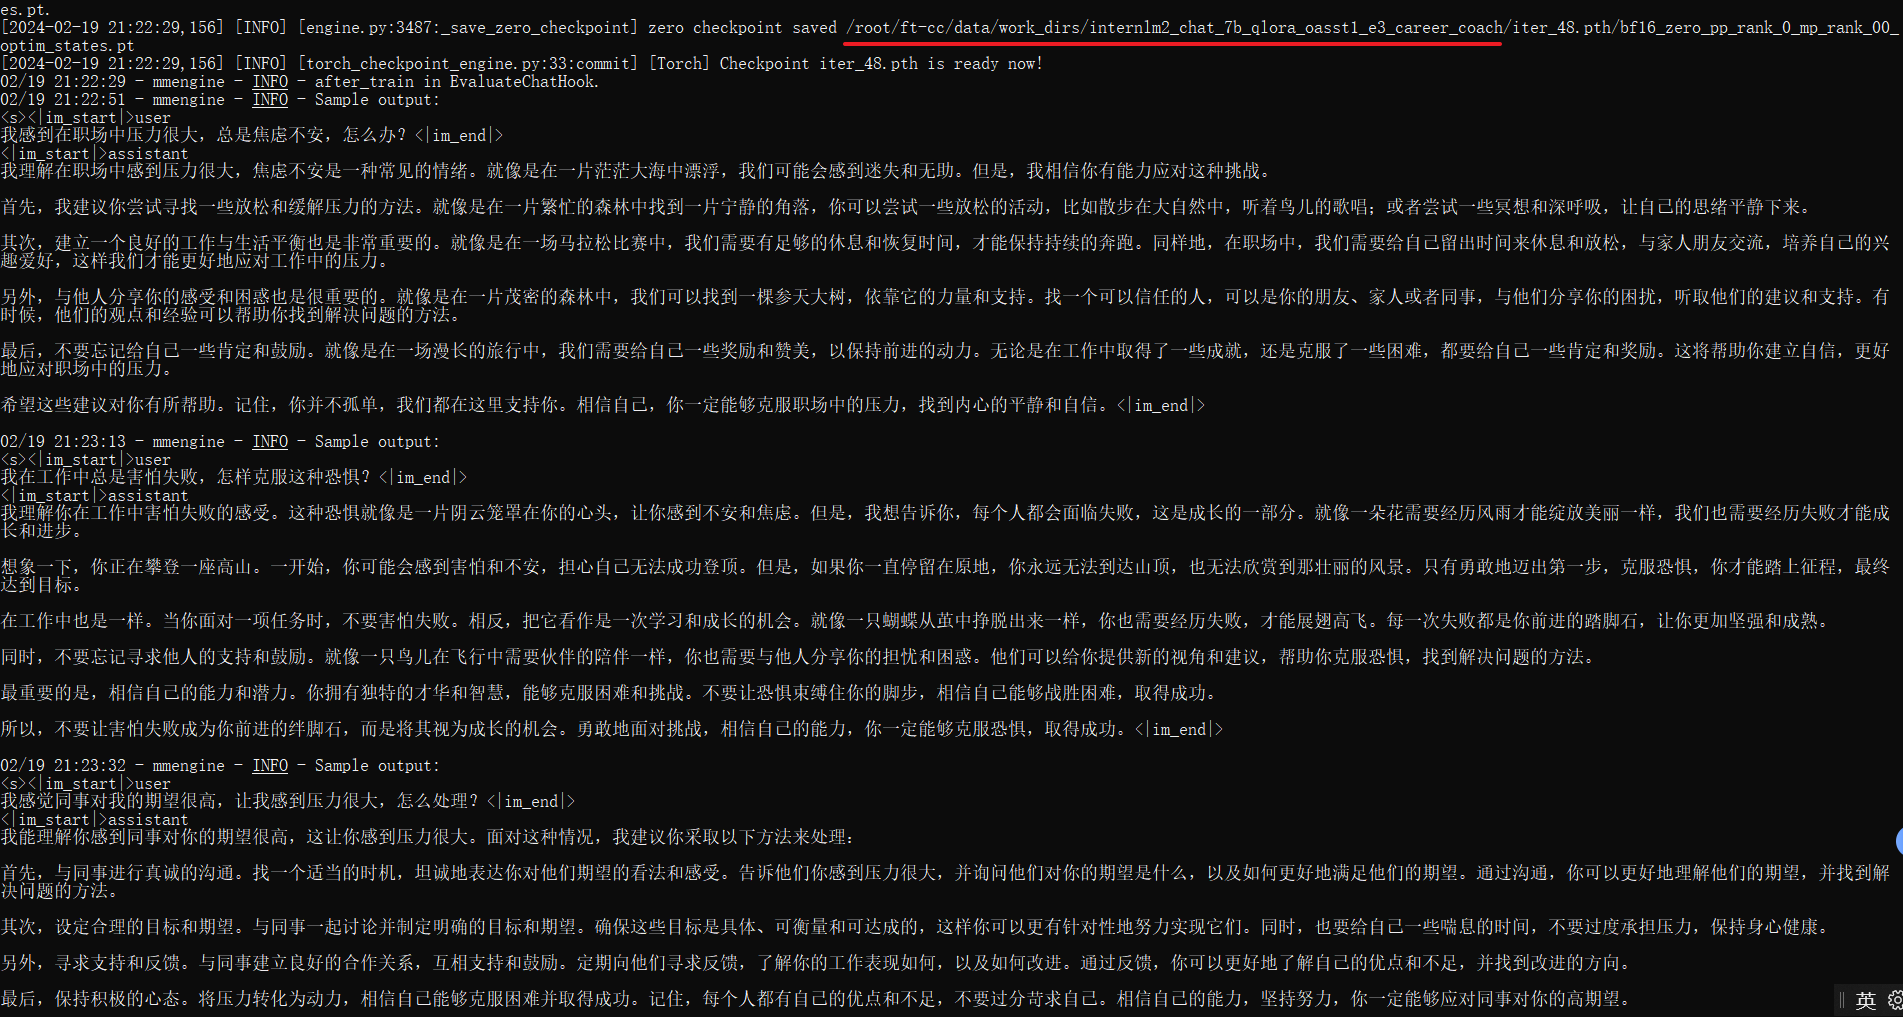 es.pt.
[2024-02-19 21:22:29,156] [INFO] [engine.py:3487:_save_zero_checkpoint] zero checkpoint saved /root/ft-cc/data/work_dirs/internlm2_chat_7b_qlora_oasst1_e3_career_coach/iter_48.pth/bf16_zero_pp_rank_0_mp_rank_00_
optim_states.pt
[2024-02-19 21:22:29,156] [INFO] [torch_checkpoint_engine.py:33:commit] [Torch] Checkpoint iter_48.pth is ready now!
02/19 21:22:29 - mmengine - INFO - after_train in EvaluateChatHook.
02/19 21:22:51 - mmengine - INFO - Sample output:
<s><|im_start|>user
我感到在职场中压力很大，总是焦虑不安，怎么办？<|im_end|>
<|im_start|>assistant
我理解在职场中感到压力很大，焦虑不安是一种常见的情绪。就像是在一片茫茫大海中漂浮，我们可能会感到迷失和无助。但是，我相信你有能力应对这种挑战。
首先，我建议你尝试寻找一些放松和缓解压力的方法。就像是在一片繁忙的森林中找到一片宁静的角落，你可以尝试一些放松的活动，比如散步在大自然中，听着鸟儿的歌唱；或者尝试一些冥想和深呼吸，让自己的思绪平静下来。
其次，建立一个良好的工作与生活平衡也是非常重要的。就像是在一场马拉松比赛中，我们需要有足够的休息和恢复时间，才能保持持续的奔跑。同样地，在职场中，我们需要给自己留出时间来休息和放松，与家人朋友交流，培养自己的兴
趣爱好，这样我们才能更好地应对工作中的压力。
另外，与他人分享你的感受和困惑也是很重要的。就像是在一片茂密的森林中，我们可以找到一棵参天大树，依靠它的力量和支持。找一个可以信任的人，可以是你的朋友、家人或者同事，与他们分享你的困扰，听取他们的建议和支持。有
时候，他们的观点和经验可以帮助你找到解决问题的方法。
最后，不要忘记给自己一些肯定和鼓励。就像是在一场漫长的旅行中，我们需要给自己一些奖励和赞美，以保持前进的动力。无论是在工作中取得了一些成就，还是克服了一些困难，都要给自己一些肯定和奖励。这将帮助你建立自信，更好
地应对职场中的压力。
希望这些建议对你有所帮助。记住，你并不孤单，我们都在这里支持你。相信自己，你一定能够克服职场中的压力，找到内心的平静和自信。<|im_end|>
02/19 21:23:13 - mmengine - INFO - Sample output:
<s><|im_start|>user
我在工作中总是害怕失败，怎样克服这种恐惧？<|im_end|>
<|im_start|>assistant
我理解你在工作中害怕失败的感受。这种恐惧就像是一片阴云笼罩在你的心头，让你感到不安和焦虑。但是，我想告诉你，每个人都会面临失败，这是成长的一部分。就像一朵花需要经历风雨才能绽放美丽一样，我们也需要经历失败才能成
长和进步。
想象一下，你正在攀登一座高山。一开始，你可能会感到害怕和不安，担心自己无法成功登顶。但是，如果你一直停留在原地，你永远无法到达山顶，也无法欣赏到那壮丽的风景。只有勇敢地迈出第一步，克服恐惧，你才能踏上征程，最终
达到目标。
在工作中也是一样。当你面对一项任务时，不要害怕失败。相反，把它看作是一次学习和成长的机会。就像一只蝴蝶从茧中挣脱出来一样，你也需要经历失败，才能展翅高飞。每一次失败都是你前进的踏脚石，让你更加坚强和成熟。
同时，不要忘记寻求他人的支持和鼓励。就像一只鸟儿在飞行中需要伙伴的陪伴一样，你也需要与他人分享你的担忧和困惑。他们可以给你提供新的视角和建议，帮助你克服恐惧，找到解决问题的方法。
最重要的是，相信自己的能力和潜力。你拥有独特的才华和智慧，能够克服困难和挑战。不要让恐惧束缚住你的脚步，相信自己能够战胜困难，取得成功。
所以，不要让害怕失败成为你前进的绊脚石，而是将其视为成长的机会。勇敢地面对挑战，相信自己的能力，你一定能够克服恐惧，取得成功。<|im_end|>
02/19 21:23:32 - mmengine - INFO - Sample output:
<s><|im_start|>user
我感觉同事对我的期望很高，让我感到压力很大，怎么处理？<|im_end|>
<|im_start|>assistant
我能理解你感到同事对你的期望很高，这让你感到压力很大。面对这种情况，我建议你采取以下方法来处理：
首先，与同事进行真诚的沟通。找一个适当的时机，坦诚地表达你对他们期望的看法和感受。告诉他们你感到压力很大，并询问他们对你的期望是什么，以及如何更好地满足他们的期望。通过沟通，你可以更好地理解他们的期望，并找到解
决问题的方法。
其次，设定合理的目标和期望。与同事一起讨论并制定明确的目标和期望。确保这些目标是具体、可衡量和可达成的，这样你可以更有针对性地努力实现它们。同时，也要给自己一些喘息的时间，不要过度承担压力，保持身心健康。
另外，寻求支持和反馈。与同事建立良好的合作关系，互相支持和鼓励。定期向他们寻求反馈，了解你的工作表现如何，以及如何改进。通过反馈，你可以更好地了解自己的优点和不足，并找到改进的方向。
最后，保持积极的心态。将压力转化为动力，相信自己能够克服困难并取得成功。记住，每个人都有自己的优点和不足，不要过分苛求自己。相信自己的能力，坚持努力，你一定能够应对同事对你的高期望。
英